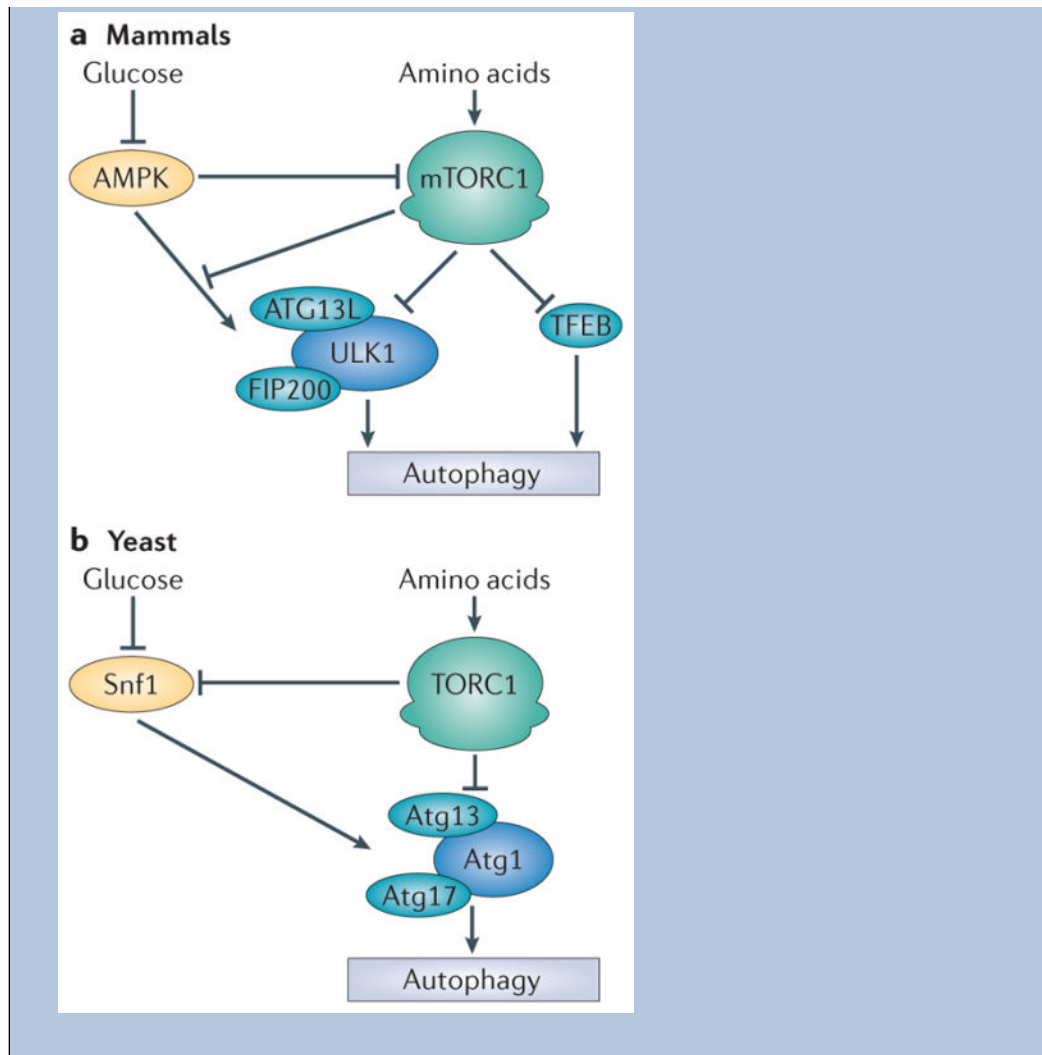 a Mammals
Glucose
Amino acids
AMPK
mTORC1
ATG13L
TFEB
ULK1
FIP200
Autophagy
b Yeast
Glucose
Amino acids
Snf1
TORC1
Atg13
Atg1
Atg17
Autophagy